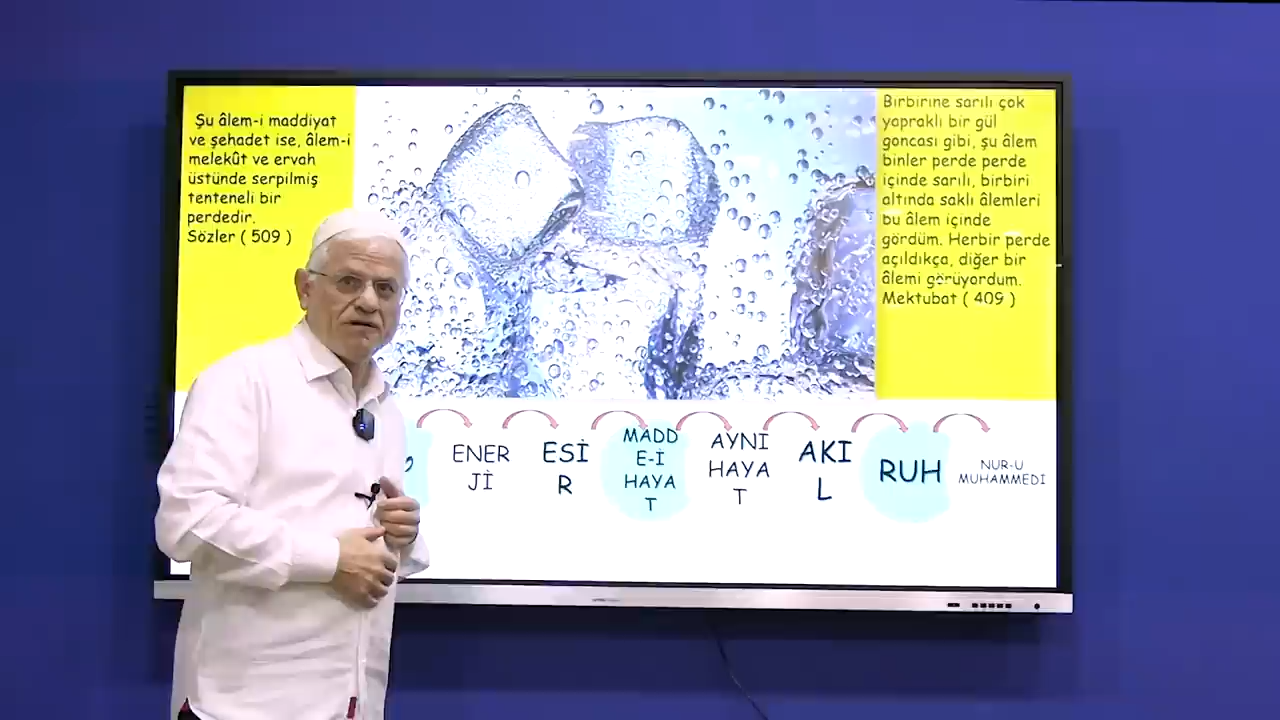 Şu âlem-i maddiyat
ve şehadet ise, âlem-i
melekût ve ervah
üstünde serpilmiş
tenteneli bir
perdedir.
Sözler ( 509 )
Birbirine sarılı çok
yapraklı bir gül
goncası gibi, şu âlem
binler perde perde
içinde sarılı, birbiri
altında saklı âlemleri
bu âlem içinde
gördüm. Herbir perde
açıldıkça, diğer bir
âlemi görüyordum.
Mektubat ( 409 )
ENER
Jİ
ESİ
R
MADD
E-İ
HAYA
T
AYNI
HAYA
T
AKI
L
RUH
NUR-U
MUHAMMEDI